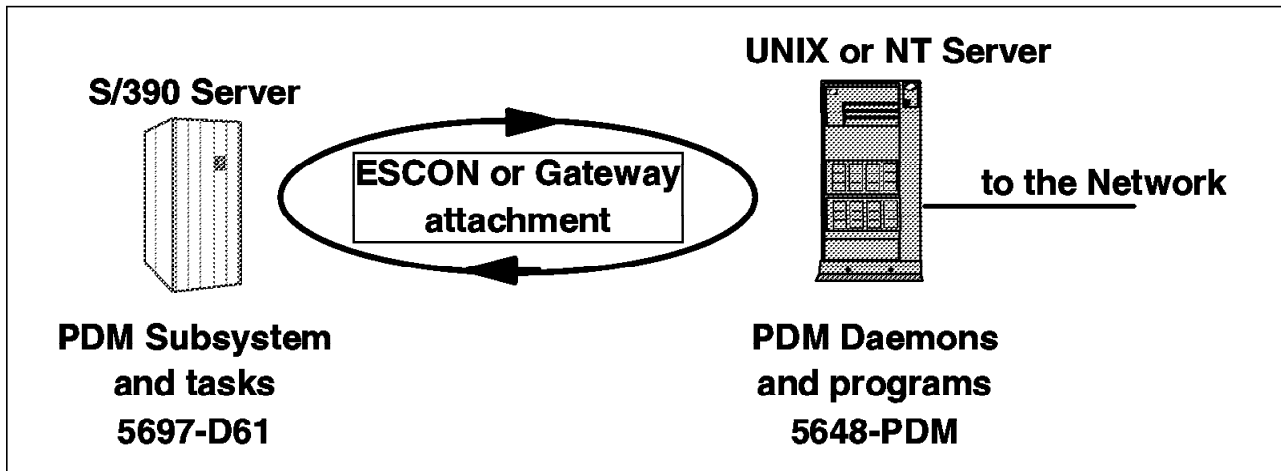 S/390 Server
UNIX or NT Server
ESCON or Gateway
attachment
to the Network
PDM Subsystem
and tasks
5697-D61
PDM Daemons
and programs
5648-PDM